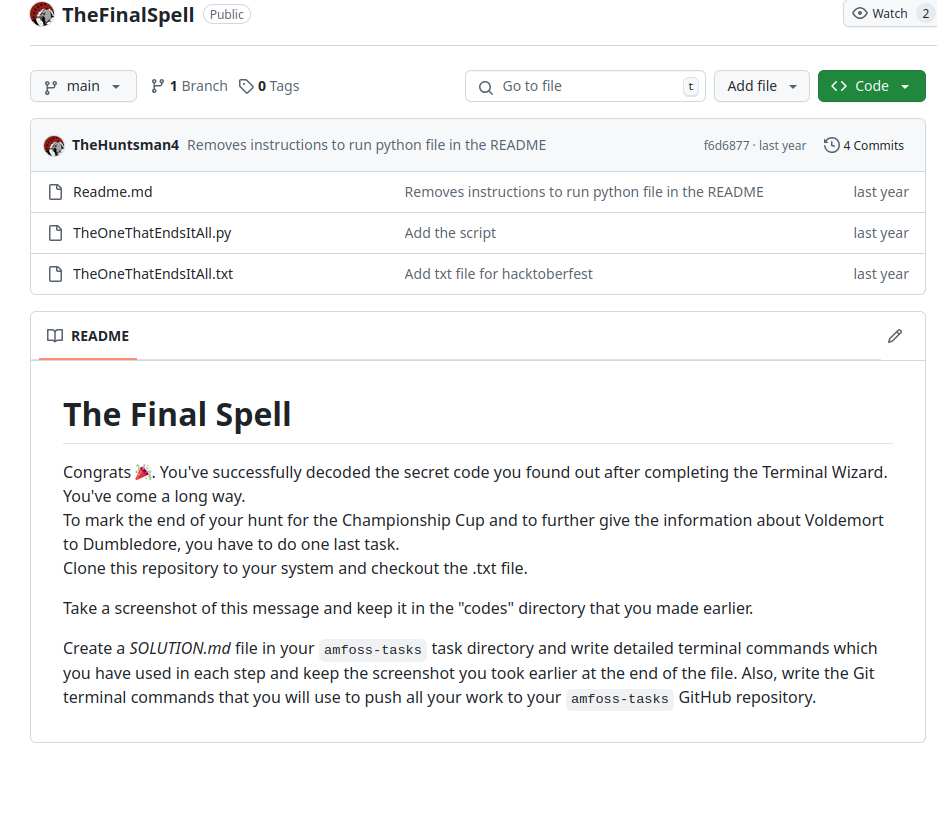 TheFinalSpell Public Watch 2
main 1 Branch 0 Tags Go to file t Add file Code
TheHuntsman4 Removes instructions to run python file in the README f6d6877 · last year 4 Commits
Readme.md Removes instructions to run python file in the README last year
TheOneThatEndsItAll.py Add the script last year
TheOneThatEndsItAll.txt Add txt file for hacktoberfest last year
README
The Final Spell
Congrats 🎉. You've successfully decoded the secret code you found out after completing the Terminal Wizard.
You've come a long way.
To mark the end of your hunt for the Championship Cup and to further give the information about Voldemort
to Dumbledore, you have to do one last task.
Clone this repository to your system and checkout the .txt file.
Take a screenshot of this message and keep it in the "codes" directory that you made earlier.
Create a SOLUTION.md file in your amfoss-tasks task directory and write detailed terminal commands which
you have used in each step and keep the screenshot you took earlier at the end of the file. Also, write the Git
terminal commands that you will use to push all your work to your amfoss-tasks GitHub repository.